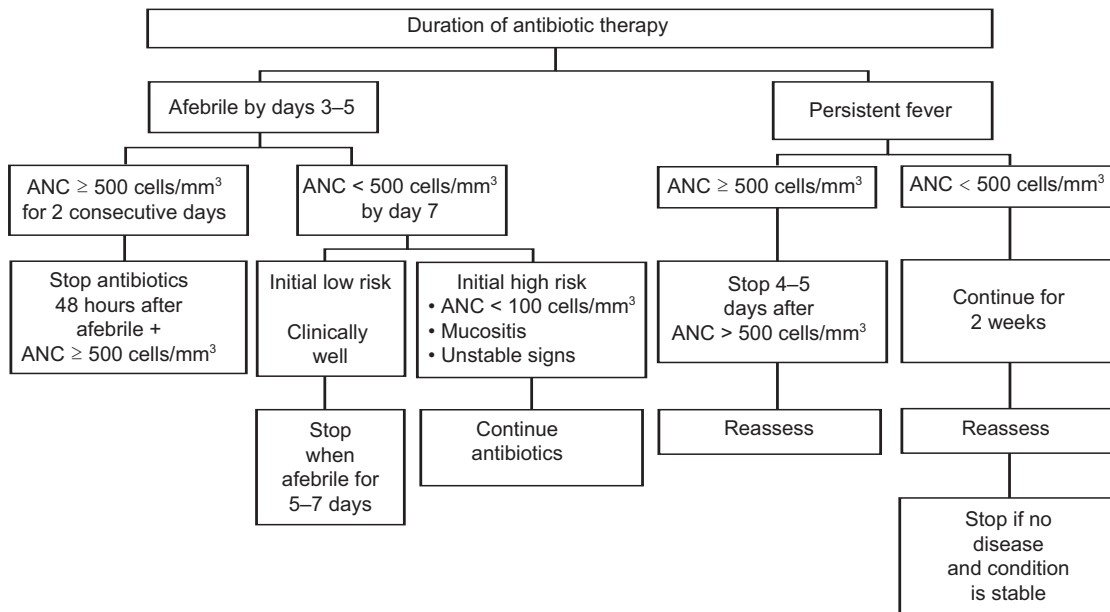 Duration of antibiotic therapy
Afebrile by days 3–5
Persistent fever
ANC ≥ 500 cells/mm³
for 2 consecutive days
ANC < 500 cells/mm³
by day 7
ANC ≥ 500 cells/mm³
ANC < 500 cells/mm³
Stop antibiotics
48 hours after
afebrile +
ANC ≥ 500 cells/mm³
Initial low risk
Clinically
well
Initial high risk
• ANC < 100 cells/mm³
• Mucositis
• Unstable signs
Stop 4–5
days after
ANC > 500 cells/mm³
Continue for
2 weeks
Stop
when
afebrile for
5–7 days
Continue
antibiotics
Reassess
Reassess
Stop if no
disease
and condition
is stable